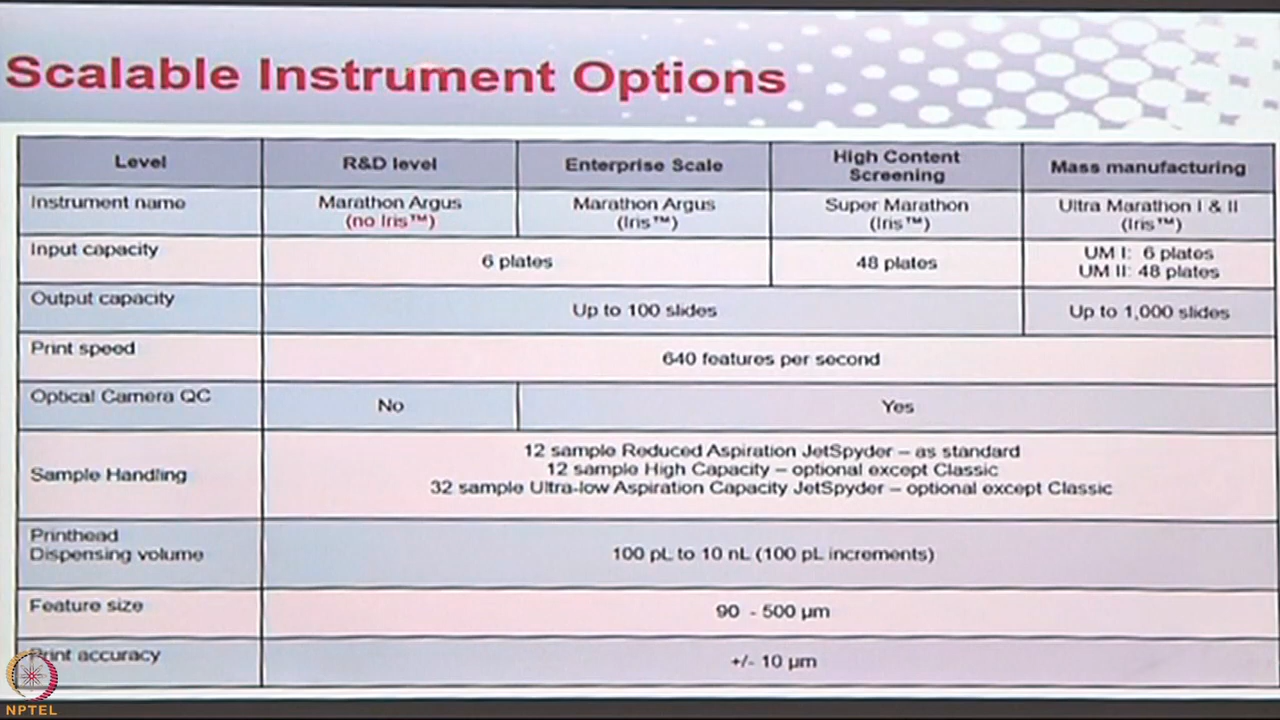 Scalable Instrument Options
Level
R&D level
Enterprise Scale
High Content
Screening
Mass manufacturing
Instrument name
Marathon Argus
(no Iris™)
Marathon Argus
(Iris™)
Super Marathon
(Iris™)
Ultra Marathon I & II
(Iris™)
Input capacity
6 plates
48 plates
UM I: 6 plates
UM II: 48 plates
Output capacity
Up to 100 slides
Up to 1,000 slides
Print speed
640 features per second
Optical Camera QC
No
Yes
Sample Handling
12 sample Reduced Aspiration JetSpyder – as standard
12 sample High Capacity – optional except Classic
32 sample Ultra-low Aspiration Capacity JetSpyder – optional except Classic
Printhead
Dispensing volume
100 pL to 10 nL (100 pL increments)
Feature size
90 - 500 µm
Print accuracy
+/- 10 µm
NPTEL